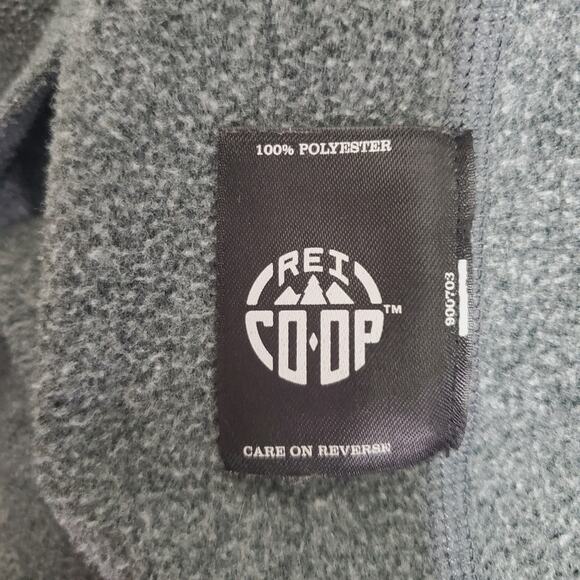 100% POLYESTER
REI
CO·OP™
900703
CARE ON REVERSE